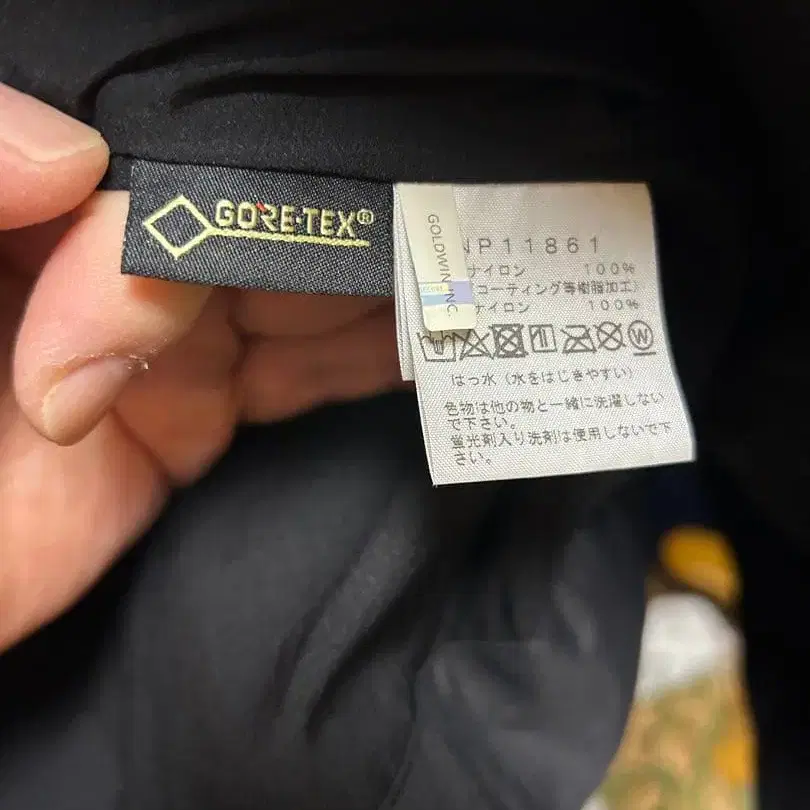 GORE-TEX®
GOLDWIN INC.
NP11861
ナイロン 100%
(コーティング等樹脂加工)
ナイロン 100%
W
はっ水(水をはじきやすい)
色物は他の物と一緒に洗濯しない
で下さい。
蛍光剤入り洗剤は使用しないで下
さい。